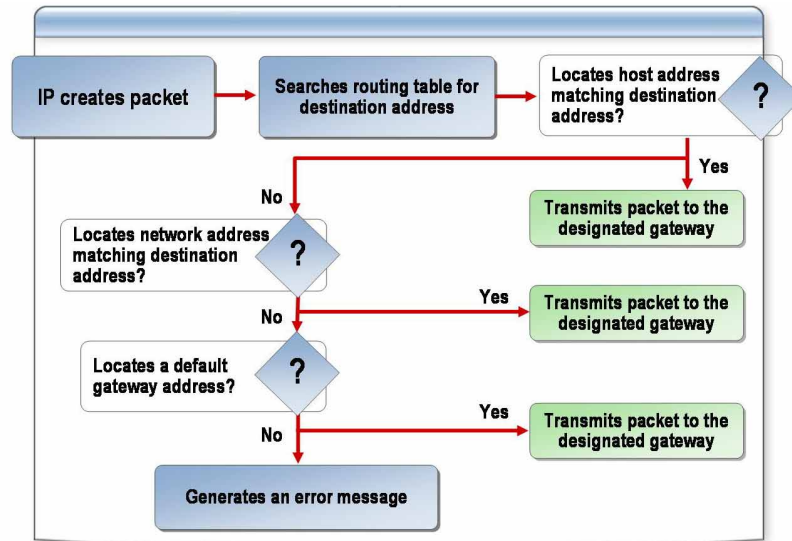 IP creates packet
Searches routing table for
destination address
Locates host address
matching destination
address?
?
Yes
No
Transmits packet to the
designated gateway
Locates network address
matching destination
address?
?
Yes
No
Transmits packet to the
designated gateway
Locates a default
gateway address?
?
Yes
No
Transmits packet to the
designated gateway
Generates an error message